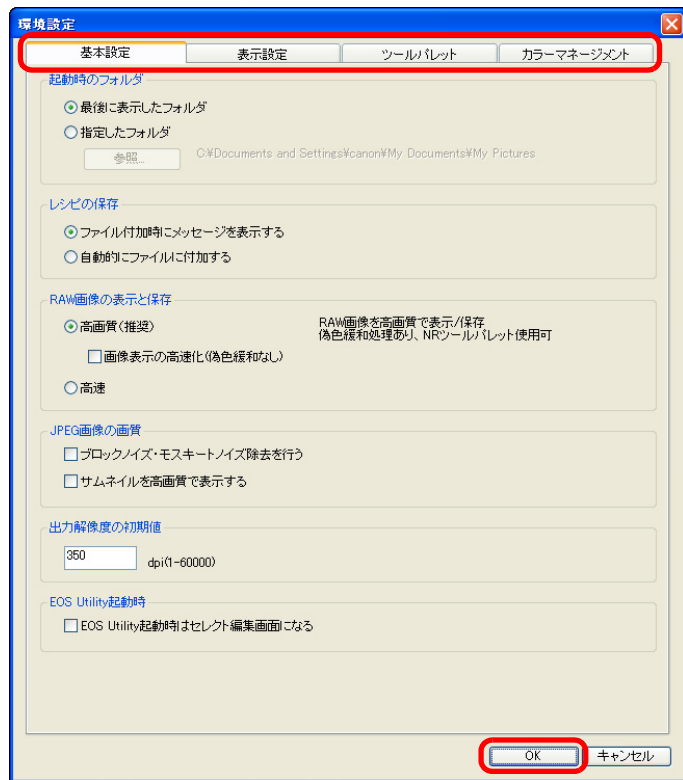 環境設定
基本設定
表示設定
ツールパレット
カラーマネージメント
起動時のフォルダ
最後に表示したフォルダ
指定したフォルダ
参照...
C:¥Documents and Settings¥canon¥My Documents¥My Pictures
レシピの保存
ファイル付加時にメッセージを表示する
自動的にファイルに付加する
RAW画像の表示と保存
高画質(推奨)
RAW画像を高画質で表示/保存
偽色緩和処理あり、NRツールパレット使用可
画像表示の高速化(偽色緩和なし)
高速
JPEG画像の画質
ブロックノイズ・モスキートノイズ除去を行う
サムネイルを高画質で表示する
出力解像度の初期値
350
dpi(1-60000)
EOS Utility起動時
EOS Utility起動時はセレクト編集画面になる
OK
キャンセル